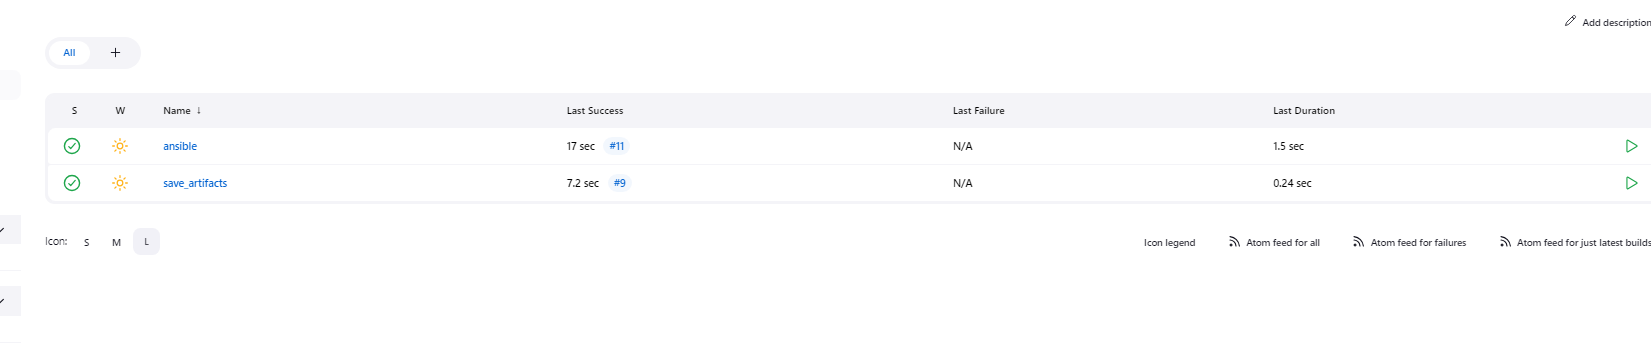 Add description
All +
S W Name ↓ Last Success Last Failure Last Duration
ansible 17 sec #11 N/A 1.5 sec
save_artifacts 7.2 sec #9 N/A 0.24 sec
Icon: S M L Icon legend Atom feed for all Atom feed for failures Atom feed for just latest builds